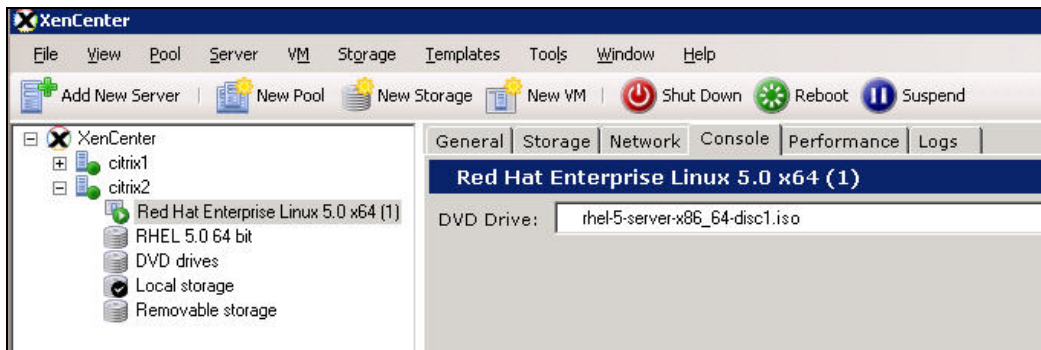 XenCenter
File View Pool Server VM Storage Templates Tools Window Help
Add New Server New Pool New Storage New VM Shut Down Reboot Suspend
XenCenter
citrix1
citrix2
Red Hat Enterprise Linux 5.0 x64 (1)
RHEL 5.0 64 bit
DVD drives
Local storage
Removable storage
General Storage Network Console Performance Logs
Red Hat Enterprise Linux 5.0 x64 (1)
DVD Drive: rhel-5-server-x86_64-disc1.iso